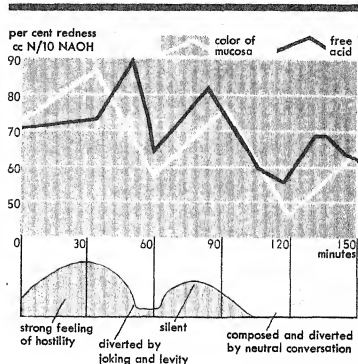 per cent redness
cc N/10 NAOH
color of
mucosa
free
acid
90
80
70
60
50
40
0 30 60 90 120 150
minutes
strong feeling
of hostility
diverted by
joking and levity
silent
composed and diverted
by neutral conversation